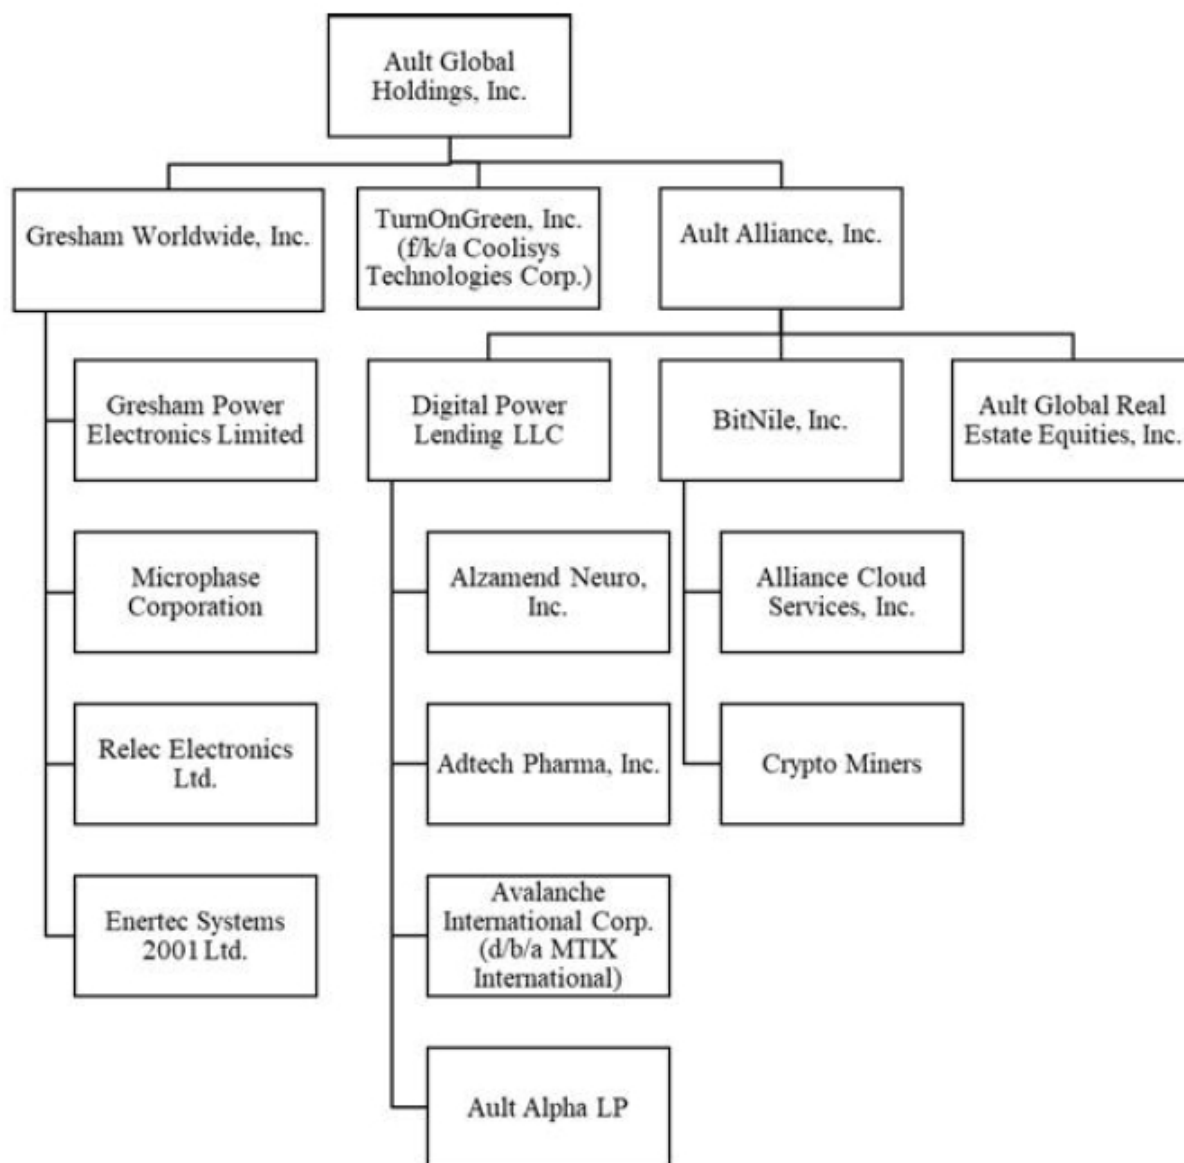 Ault Global
Holdings, Inc.
Gresham Worldwide, Inc.
TurnOnGreen, Inc.
(f/k/a Coolisys
Technologies Corp.)
Ault Alliance, Inc.
Gresham Power
Electronics Limited
Digital Power
Lending LLC
BitNile, Inc.
Ault Global Real
Estate Equities, Inc.
Microphase
Corporation
Alzamend Neuro,
Inc.
Alliance Cloud
Services, Inc.
Relec Electronics
Ltd.
Adtech Pharma, Inc.
Crypto Miners
Enertec Systems
2001 Ltd.
Avalanche
International Corp.
(d/b/a MTIX
International)
Ault Alpha LP